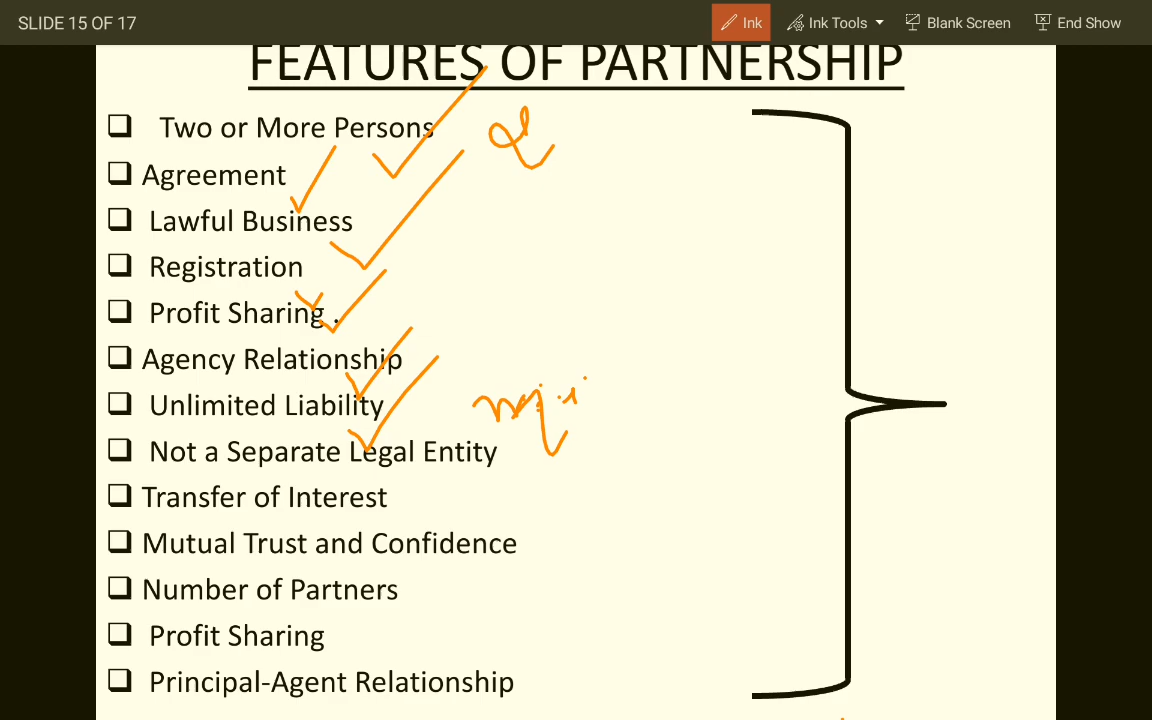 SLIDE 15 OF 17
Ink
Ink Tools
Blank Screen
End Show
FEATURES OF PARTNERSHIP
Two or More Persons
Agreement
Lawful Business
Registration
Profit Sharing .
Agency Relationship
Unlimited Liability
Not a Separate Legal Entity
Transfer of Interest
Mutual Trust and Confidence
Number of Partners
Profit Sharing
Principal-Agent Relationship